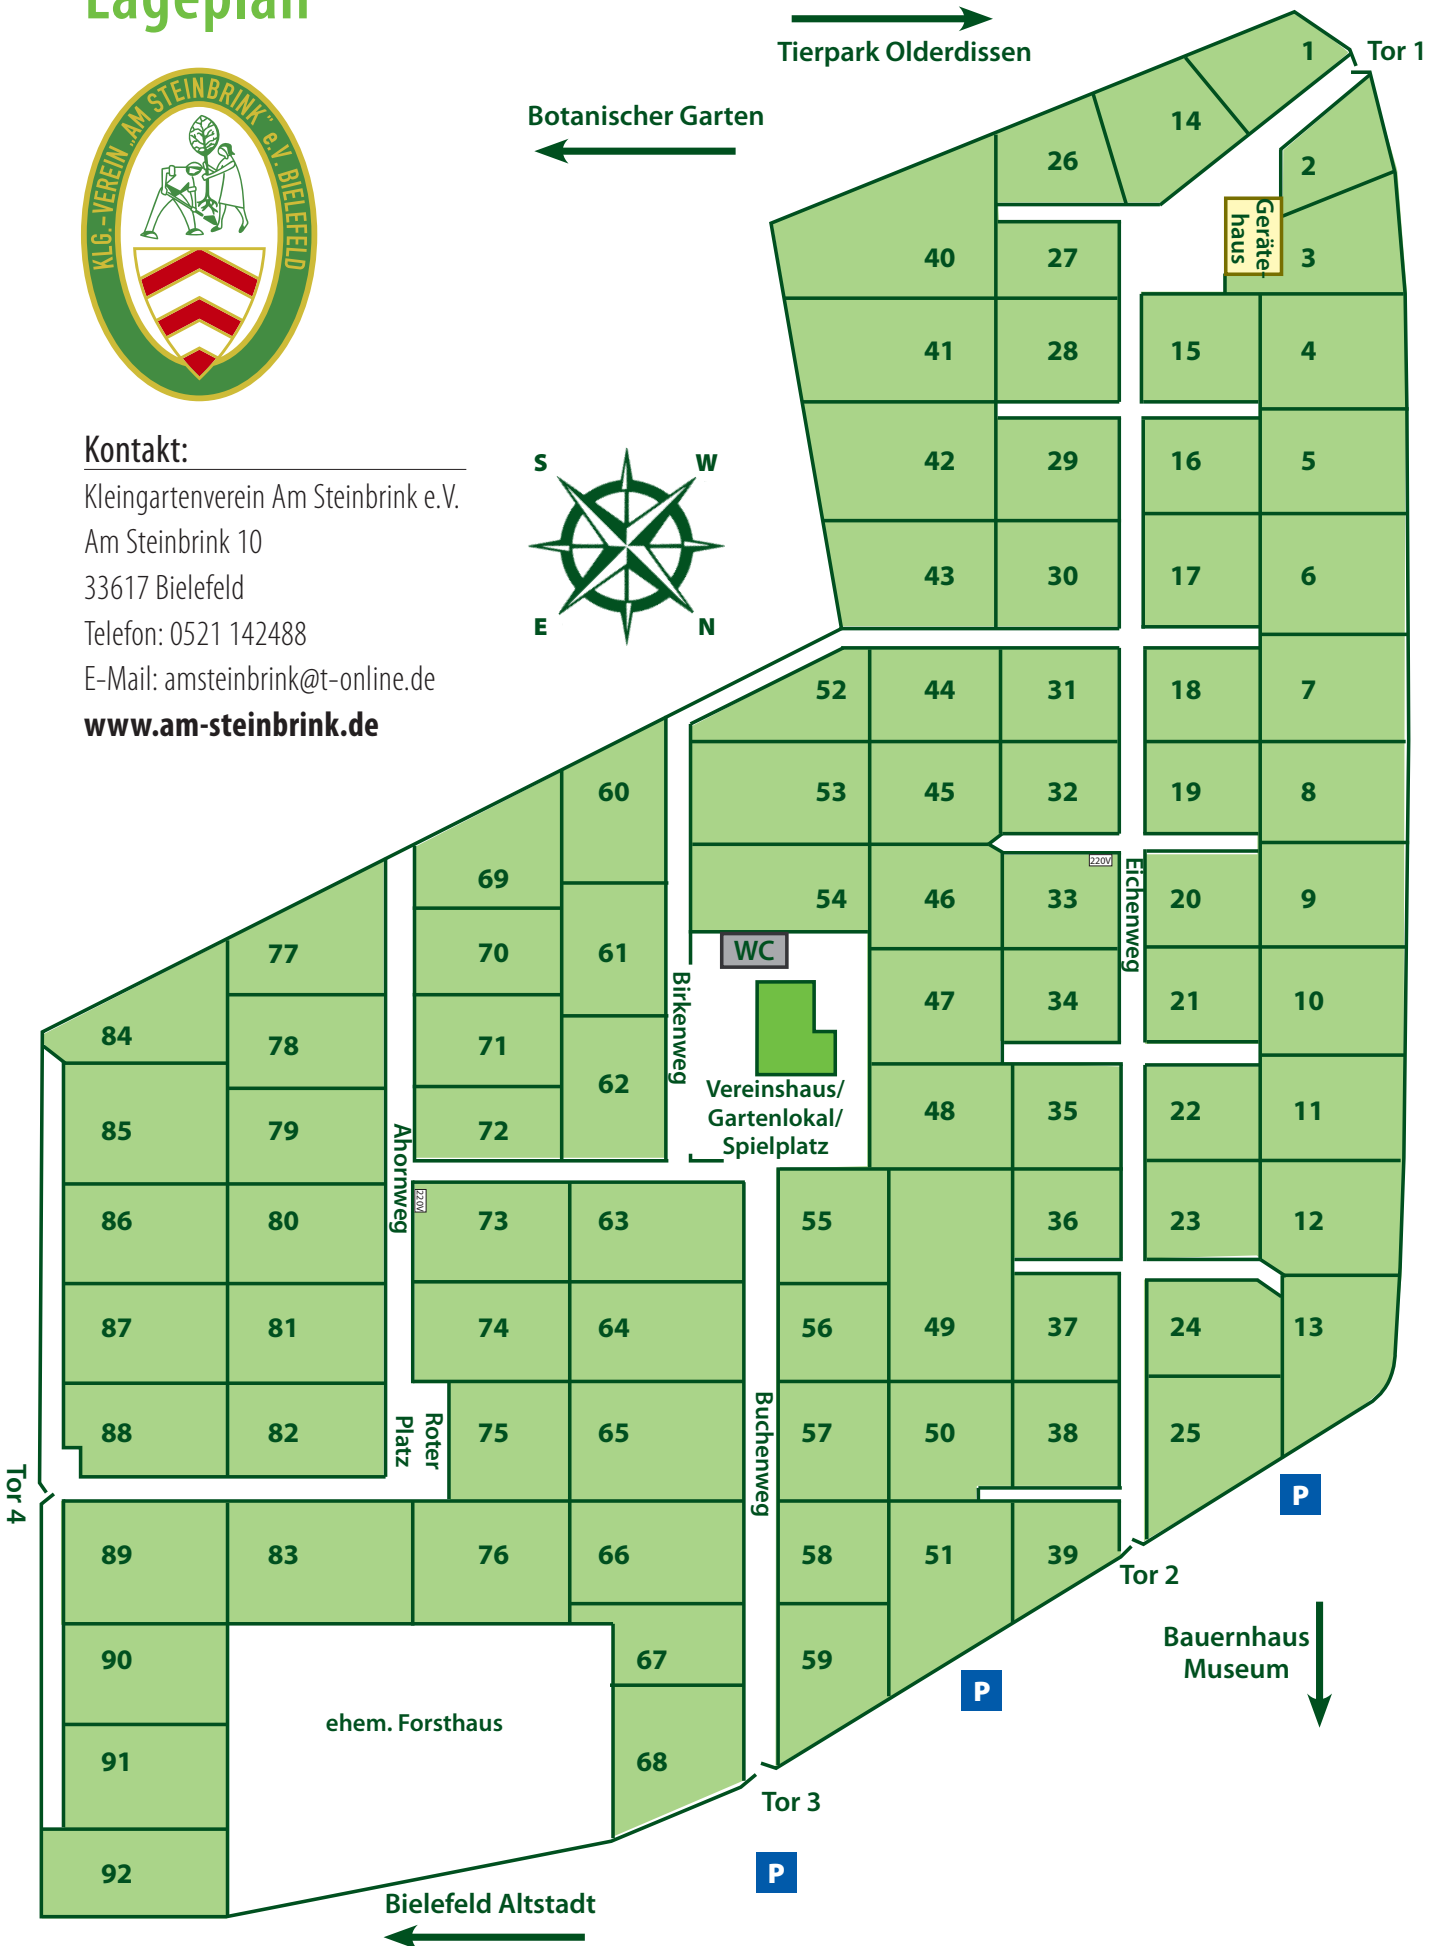 Lageplan
KLG.-VEREIN „AM STEINBRINK" e.V. BIELEFELD
Kontakt:
Kleingartenverein Am Steinbrink e.V.
Am Steinbrink 10
33617 Bielefeld
Telefon: 0521 142488
E-Mail: amsteinbrink@t-online.de
www.am-steinbrink.de
Tierpark Olderdissen
Botanischer Garten
Tor 1
S
W
E
N
1
14
26
2
Geräte-
haus
3
40
27
41
28
15
4
42
29
16
5
43
30
17
6
52
44
31
18
7
60
53
45
32
19
8
220V
Eichenweg
69
54
46
33
20
9
WC
77
70
61
Birkenweg
47
34
21
10
84
78
71
62
Vereinshaus/
Gartenlokal/
Spielplatz
85
79
Ahornweg
72
48
35
22
11
220V
86
80
73
63
55
36
23
12
87
81
74
64
56
49
37
24
13
88
82
Roter
Platz
75
65
Buchenweg
57
50
38
25
Tor 4
P
89
83
76
66
58
51
39
Tor 2
90
67
59
Bauernhaus
Museum
P
ehem. Forsthaus
91
68
Tor 3
92
P
Bielefeld Altstadt